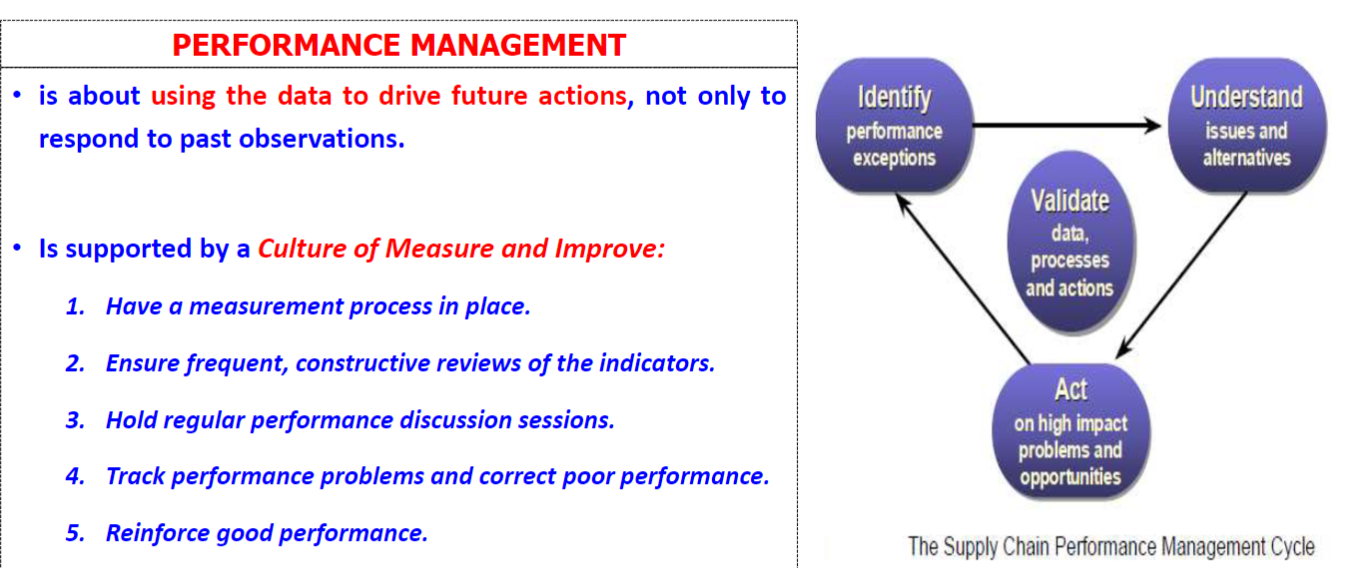 PERFORMANCE MANAGEMENT
• is about using the data to drive future actions, not only to
respond to past observations.
• Is supported by a Culture of Measure and Improve:
1. Have a measurement process in place.
2. Ensure frequent, constructive reviews of the indicators.
3. Hold regular performance discussion sessions.
4. Track performance problems and correct poor performance.
5. Reinforce good performance.
Identify
performance
exceptions
Understand
issues and
alternatives
Validate
data,
processes
and actions
Act
on high impact
problems and
opportunities
The Supply Chain Performance Management Cycle